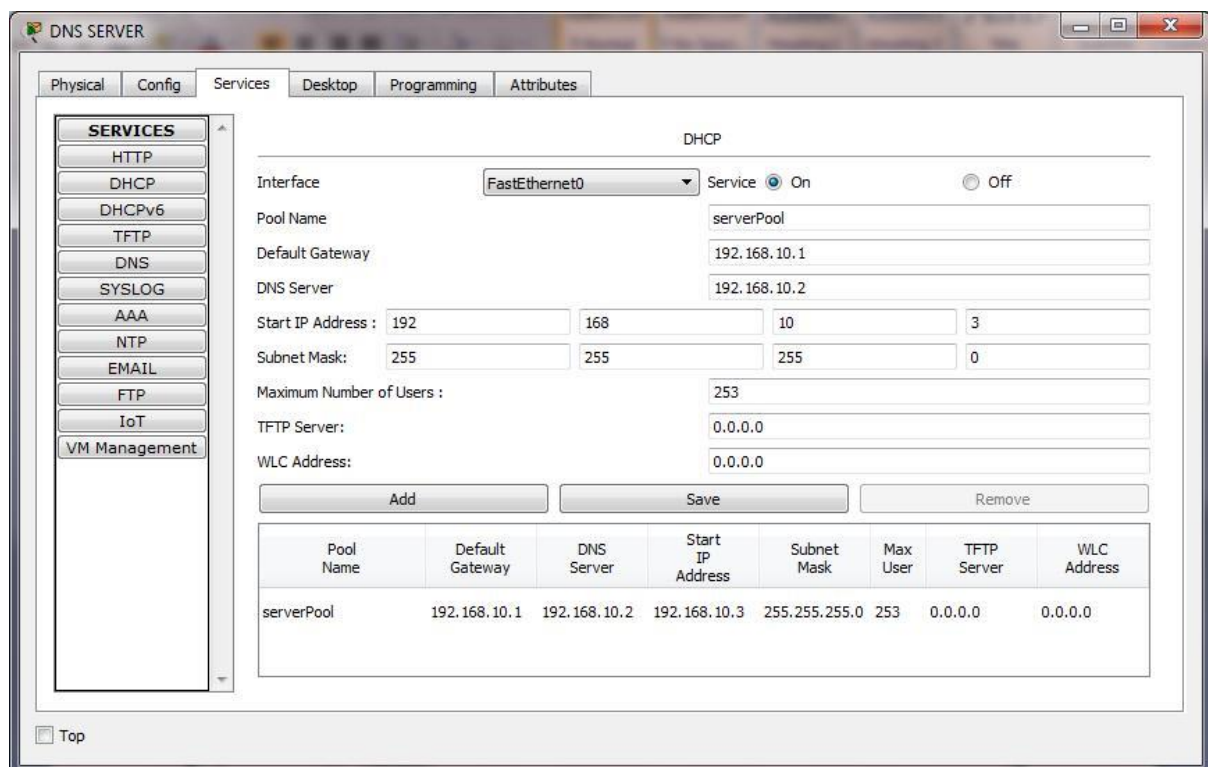 DNS SERVER
Physical Config Services Desktop Programming Attributes
SERVICES
HTTP
DHCP
DHCPv6
TFTP
DNS
SYSLOG
AAA
NTP
EMAIL
FTP
IoT
VM Management
DHCP
Interface FastEthernet0 Service On Off
Pool Name serverPool
Default Gateway 192.168.10.1
DNS Server 192.168.10.2
Start IP Address : 192 168 10 3
Subnet Mask: 255 255 255 0
Maximum Number of Users : 253
TFTP Server: 0.0.0.0
WLC Address: 0.0.0.0
Add Save Remove
Pool Name Default Gateway DNS Server Start IP Address Subnet Mask Max User TFTP Server WLC Address
serverPool 192.168.10.1 192.168.10.2 192.168.10.3 255.255.255.0 253 0.0.0.0 0.0.0.0
Top